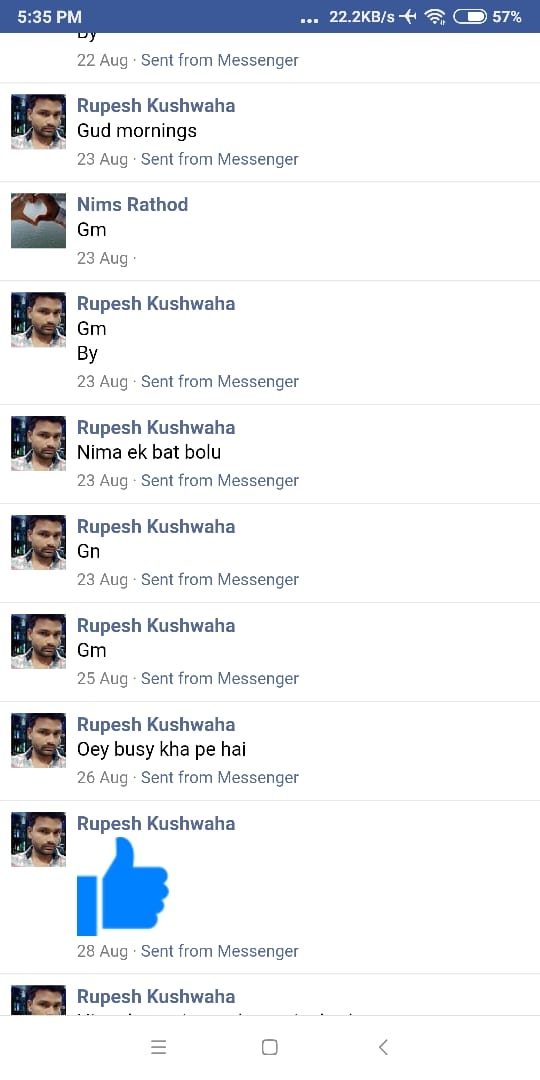 5:35 PM
... 22.2KB/s 57%
By
22 Aug · Sent from Messenger
Rupesh Kushwaha
Gud mornings
23 Aug · Sent from Messenger
Nims Rathod
Gm
23 Aug ·
Rupesh Kushwaha
Gm
By
23 Aug · Sent from Messenger
Rupesh Kushwaha
Nima ek bat bolu
23 Aug · Sent from Messenger
Rupesh Kushwaha
Gn
23 Aug · Sent from Messenger
Rupesh Kushwaha
Gm
25 Aug · Sent from Messenger
Rupesh Kushwaha
Oey busy kha pe hai
26 Aug · Sent from Messenger
Rupesh Kushwaha
28 Aug · Sent from Messenger
Rupesh Kushwaha